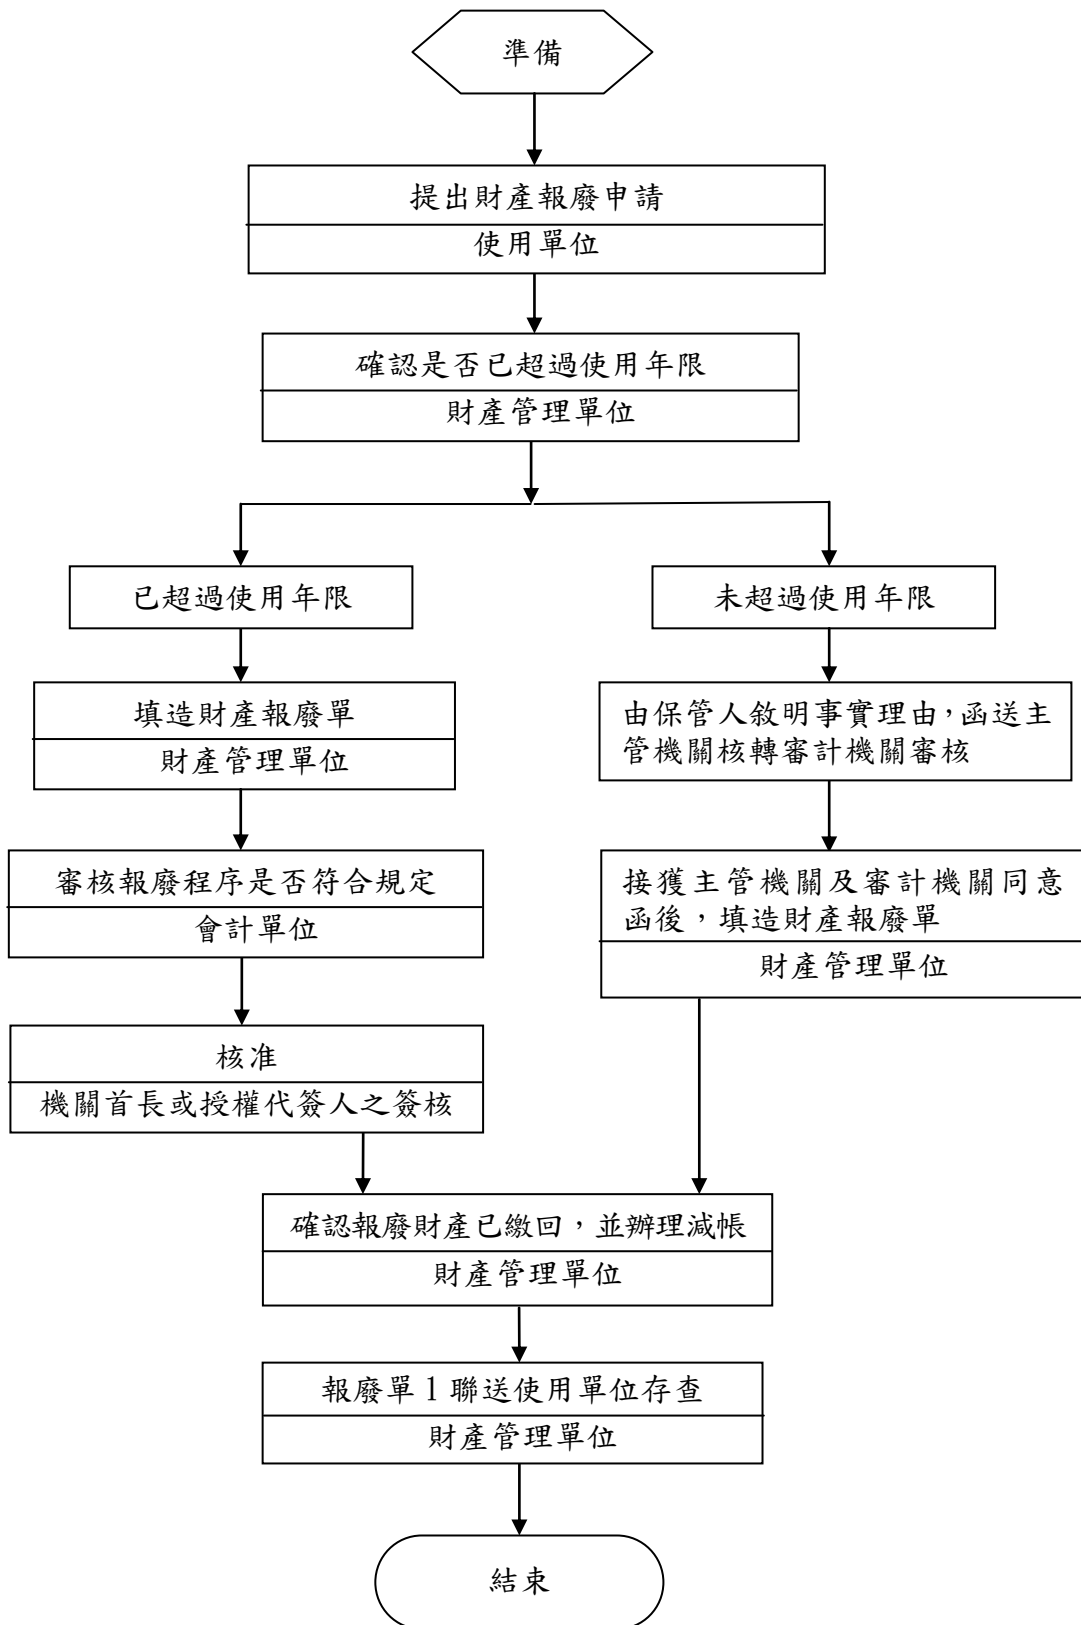 準備
提出財產報廢申請
使用單位
確認是否已超過使用年限
財產管理單位
已超過使用年限
未超過使用年限
填造財產報廢單
財產管理單位
由保管人敘明事實理由，函送主
管機關核轉審計機關審核
審核報廢程序是否符合規定
會計單位
接獲主管機關及審計機關同意
函後，填造財產報廢單
財產管理單位
核准
機關首長或授權代簽人之簽核
確認報廢財產已繳回，並辦理減帳
財產管理單位
報廢單 1 聯送使用單位存查
財產管理單位
結束